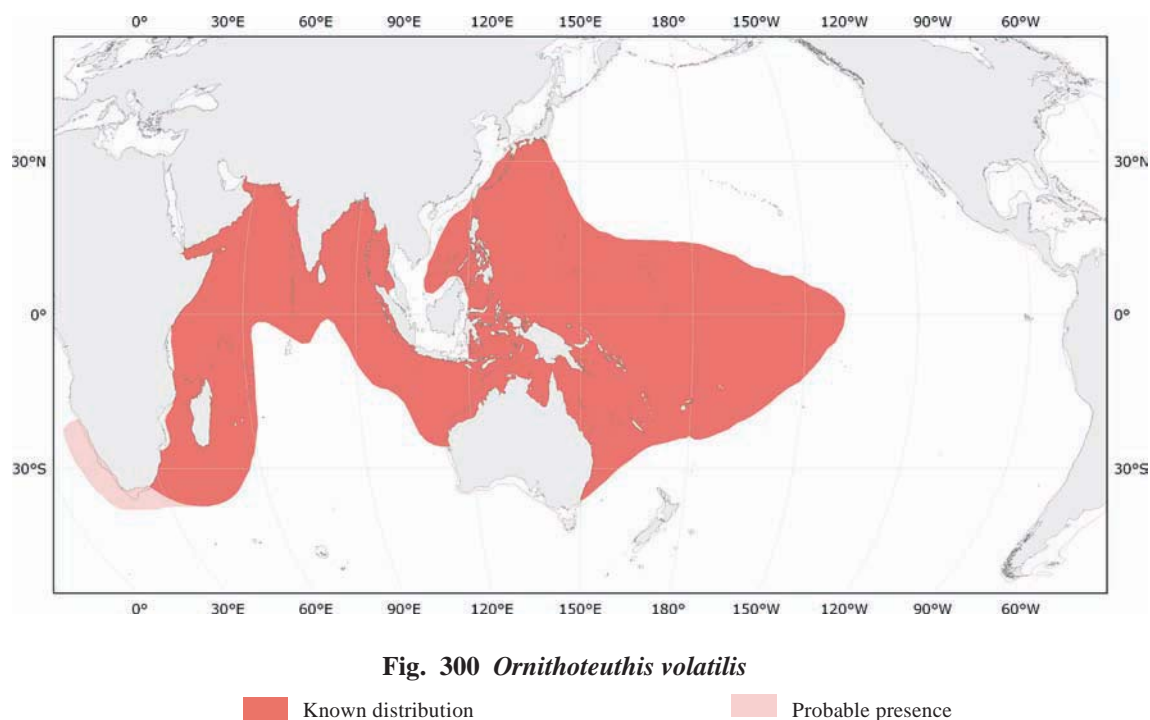 0° 30°E 60°E 90°E 120°E 150°E 180° 150°W 120°W 90°W 60°W
30°N 30°N
0° 0°
30°S 30°S
0° 30°E 60°E 90°E 120°E 150°E 180° 150°W 120°W 90°W 60°W
Fig. 300 Ornithoteuthis volatilis
Known distribution Probable presence